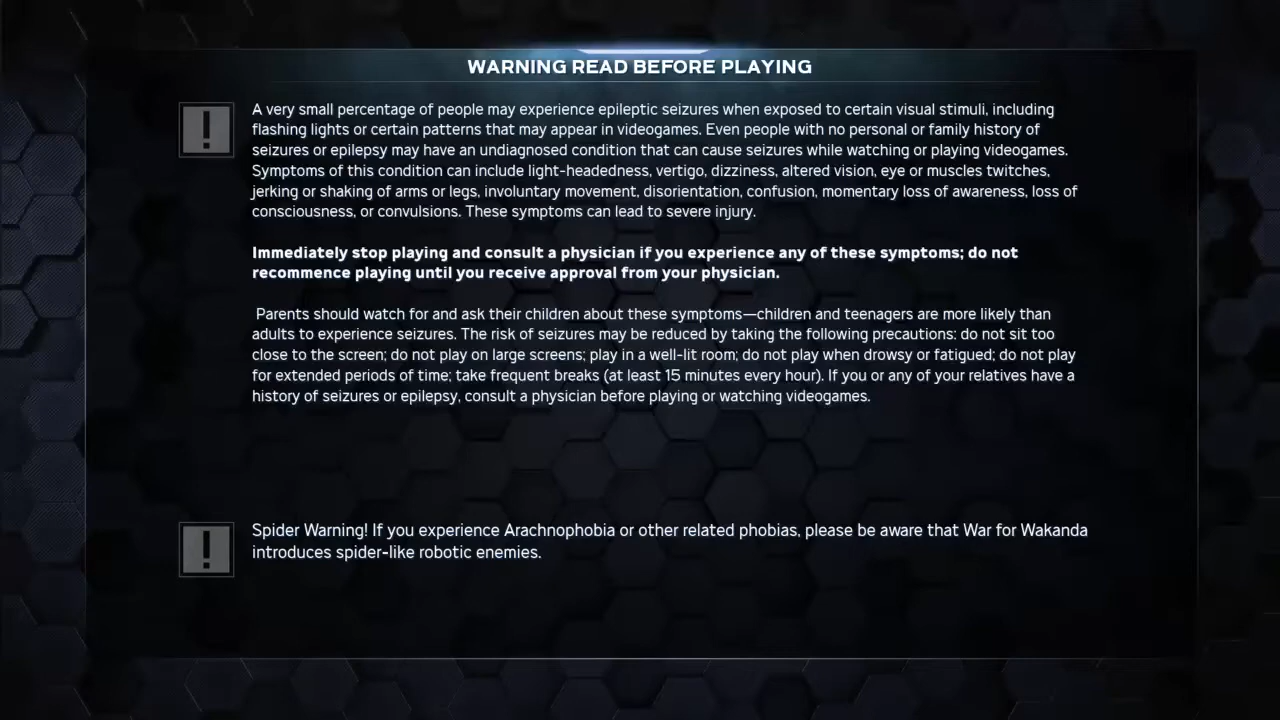 WARNING READ BEFORE PLAYING
A very small percentage of people may experience epileptic seizures when exposed to certain visual stimuli, including
flashing lights or certain patterns that may appear in videogames. Even people with no personal or family history of
seizures or epilepsy may have an undiagnosed condition that can cause seizures while watching or playing videogames.
Symptoms of this condition can include light-headedness, vertigo, dizziness, altered vision, eye or muscles twitches,
jerking or shaking of arms or legs, involuntary movement, disorientation, confusion, momentary loss of awareness, loss of
consciousness, or convulsions. These symptoms can lead to severe injury.
Immediately stop playing and consult a physician if you experience any of these symptoms; do not
recommence playing until you receive approval from your physician.
Parents should watch for and ask their children about these symptoms—children and teenagers are more likely than
adults to experience seizures. The risk of seizures may be reduced by taking the following precautions: do not sit too
close to the screen; do not play on large screens; play in a well-lit room; do not play when drowsy or fatigued; do not play
for extended periods of time; take frequent breaks (at least 15 minutes every hour). If you or any of your relatives have a
history of seizures or epilepsy, consult a physician before playing or watching videogames.
Spider Warning! If you experience Arachnophobia or other related phobias, please be aware that War for Wakanda
introduces spider-like robotic enemies.